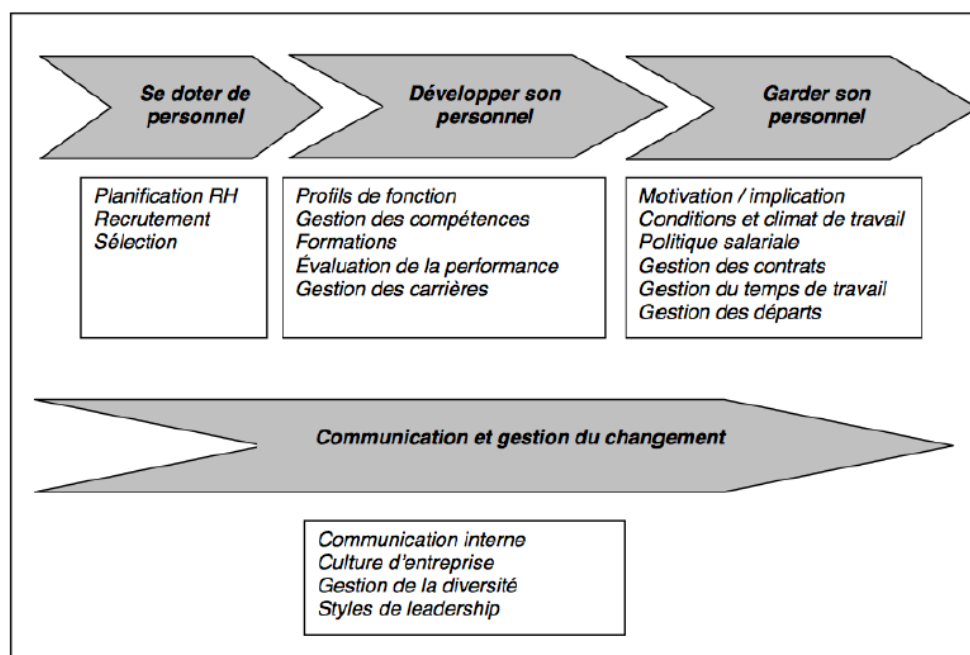 Se doter de
personnel
Développer son
personnel
Garder son
personnel
Planification RH
Recrutement
Sélection
Profils de fonction
Gestion des compétences
Formations
Évaluation de la performance
Gestion des carrières
Motivation / implication
Conditions et climat de travail
Politique salariale
Gestion des contrats
Gestion du temps de travail
Gestion des départs
Communication et gestion du changement
Communication interne
Culture d'entreprise
Gestion de la diversité
Styles de leadership